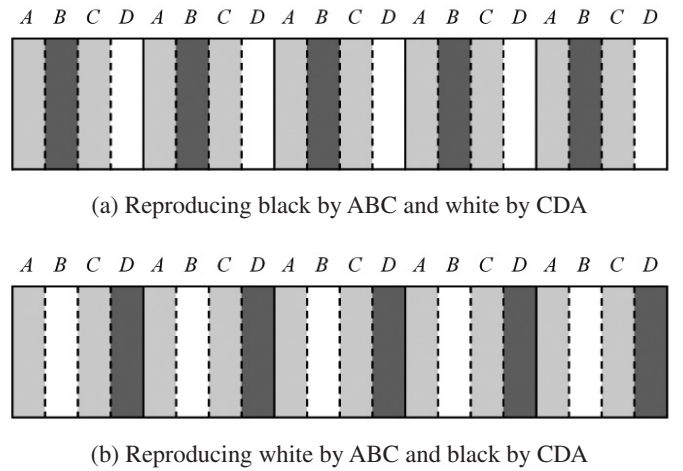 A B C D A B C D A B C D A B C D A B C D
(a) Reproducing black by ABC and white by CDA
A B C D A B C D A B C D A B C D A B C D
(b) Reproducing white by ABC and black by CDA